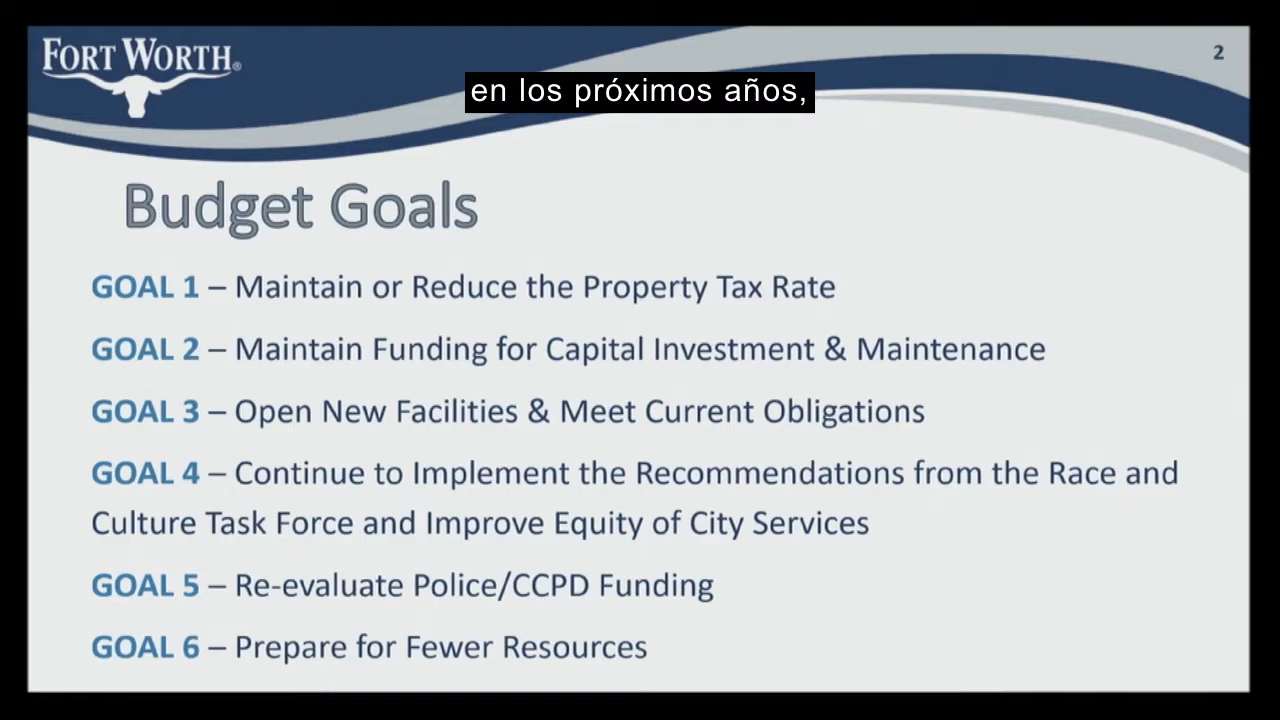 FORT WORTH®
2
en los próximos años,
Budget Goals
GOAL 1 – Maintain or Reduce the Property Tax Rate
GOAL 2 – Maintain Funding for Capital Investment & Maintenance
GOAL 3 – Open New Facilities & Meet Current Obligations
GOAL 4 – Continue to Implement the Recommendations from the Race and
Culture Task Force and Improve Equity of City Services
GOAL 5 – Re-evaluate Police/CCPD Funding
GOAL 6 – Prepare for Fewer Resources